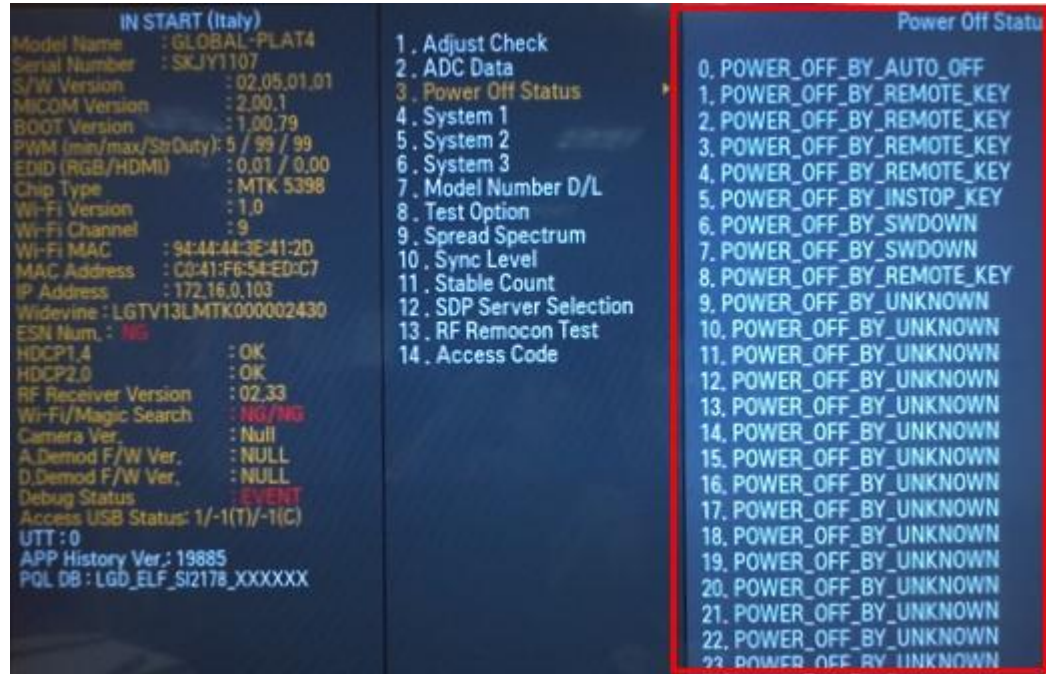 IN START (Italy)
Model Name : GLOBAL-PLAT4
Serial Number : SKJY1107
S/W Version : 02.05.01.01
MICOM Version : 2.00.1
BOOT Version : 1.00.79
PWM (min/max/StrDuty): 5 / 99 / 99
EDID (RGB/HDMI) : 0.01 / 0.00
Chip Type : MTK 5398
Wi-Fi Version : 1.0
Wi-Fi Channel : 9
Wi-Fi MAC : 94:44:44:3E:41:2D
MAC Address : C0:41:F6:54:ED:C7
IP Address : 172.16.0.103
Widevine : LGTV13LMTK000002430
ESN Num. : NG
HDCP1.4 : OK
HDCP2.0 : OK
RF Receiver Version : 02.33
Wi-Fi/Magic Search : NG/NG
Camera Ver. : Null
A.Demod F/W Ver. : NULL
D.Demod F/W Ver. : NULL
Debug Status : EVENT
Access USB Status: 1/-1(T)/-1(C)
UTT : 0
APP History Ver.: 19885
PQL DB : LGD_ELF_SI2178_XXXXXX
1 . Adjust Check
2 . ADC Data
3 . Power Off Status
4 . System 1
5 . System 2
6 . System 3
7 . Model Number D/L
8 . Test Option
9 . Spread Spectrum
10 . Sync Level
11 . Stable Count
12 . SDP Server Selection
13 . RF Remocon Test
14 . Access Code
Power Off Statu
0. POWER_OFF_BY_AUTO_OFF
1. POWER_OFF_BY_REMOTE_KEY
2. POWER_OFF_BY_REMOTE_KEY
3. POWER_OFF_BY_REMOTE_KEY
4. POWER_OFF_BY_REMOTE_KEY
5. POWER_OFF_BY_INSTOP_KEY
6. POWER_OFF_BY_SWDOWN
7. POWER_OFF_BY_SWDOWN
8. POWER_OFF_BY_REMOTE_KEY
9. POWER_OFF_BY_UNKNOWN
10. POWER_OFF_BY_UNKNOWN
11. POWER_OFF_BY_UNKNOWN
12. POWER_OFF_BY_UNKNOWN
13. POWER_OFF_BY_UNKNOWN
14. POWER_OFF_BY_UNKNOWN
15. POWER_OFF_BY_UNKNOWN
16. POWER_OFF_BY_UNKNOWN
17. POWER_OFF_BY_UNKNOWN
18. POWER_OFF_BY_UNKNOWN
19. POWER_OFF_BY_UNKNOWN
20. POWER_OFF_BY_UNKNOWN
21. POWER_OFF_BY_UNKNOWN
22. POWER_OFF_BY_UNKNOWN
23. POWER_OFF_BY_UNKNOWN